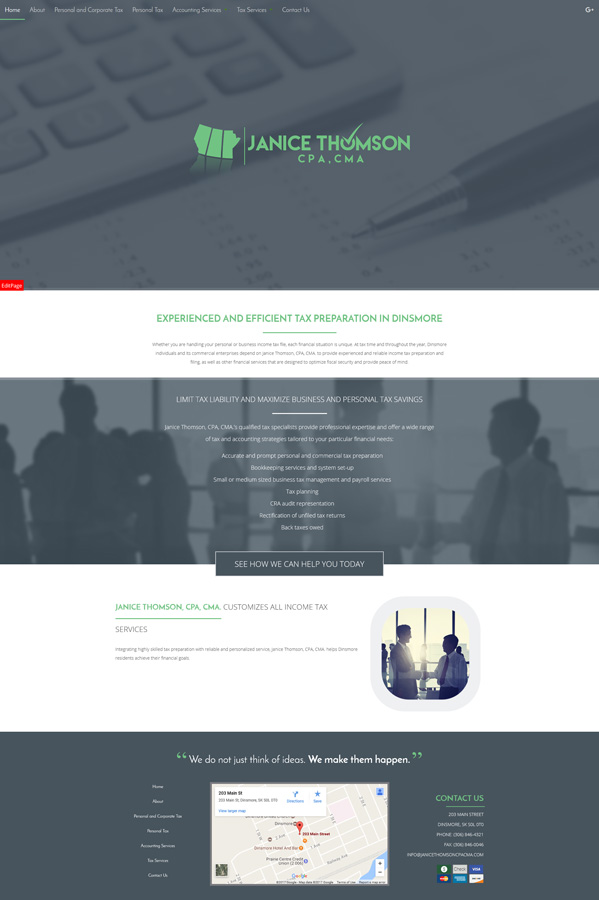 Home About Personal and Corporate Tax Personal Tax Accounting Services Tax Services Contact Us G+
JANICE THOMSON
CPA, CMA
EditPage
EXPERIENCED AND EFFICIENT TAX PREPARATION IN DINSMORE
Whether you are handling your personal or business income tax file, each financial situation is unique. At tax time and throughout the year, Dinsmore
individuals and its commercial enterprises depend on Janice Thomson, CPA, CMA, to provide experienced and reliable income tax preparation and
filing, as well as other financial services that are designed to optimize fiscal security and provide peace of mind.
LIMIT TAX LIABILITY AND MAXIMIZE BUSINESS AND PERSONAL TAX SAVINGS
Janice Thomson, CPA, CMA,'s qualified tax specialists provide professional expertise and offer a wide range
of tax and accounting strategies tailored to your particular financial needs:
Accurate and prompt personal and commercial tax preparation
Bookkeeping services and system set-up
Small or medium sized business tax management and payroll services
Tax planning
CRA audit representation
Rectification of unfiled tax returns
Back taxes owed
SEE HOW WE CAN HELP YOU TODAY
JANICE THOMSON, CPA, CMA, CUSTOMIZES ALL INCOME TAX
SERVICES
Integrating highly skilled tax preparation with reliable and personalized service, Janice Thomson, CPA, CMA, helps Dinsmore
residents achieve their financial goals.
“ We do not just think of ideas. We make them happen. ”
Home
About
Personal and Corporate Tax
Personal Tax
Accounting Services
Tax Services
Contact Us
203 Main St
203 Main St, Dinsmore, SK S0L 0T0
Directions Save
View larger map
Dinsmore
203 Main Street
Dinsmore Hotel And Bar
Prairie Centre Credit
Union (2006)
Railway Ave
Google
©2017 Google - Map data ©2017 Google Terms of Use Report a map error
CONTACT US
203 MAIN STREET
DINSMORE, SK S0L 0T0
PHONE: (306) 846-4321
FAX: (306) 846-0046
INFO@JANICETHOMSONCPACMA.COM
Check VISA